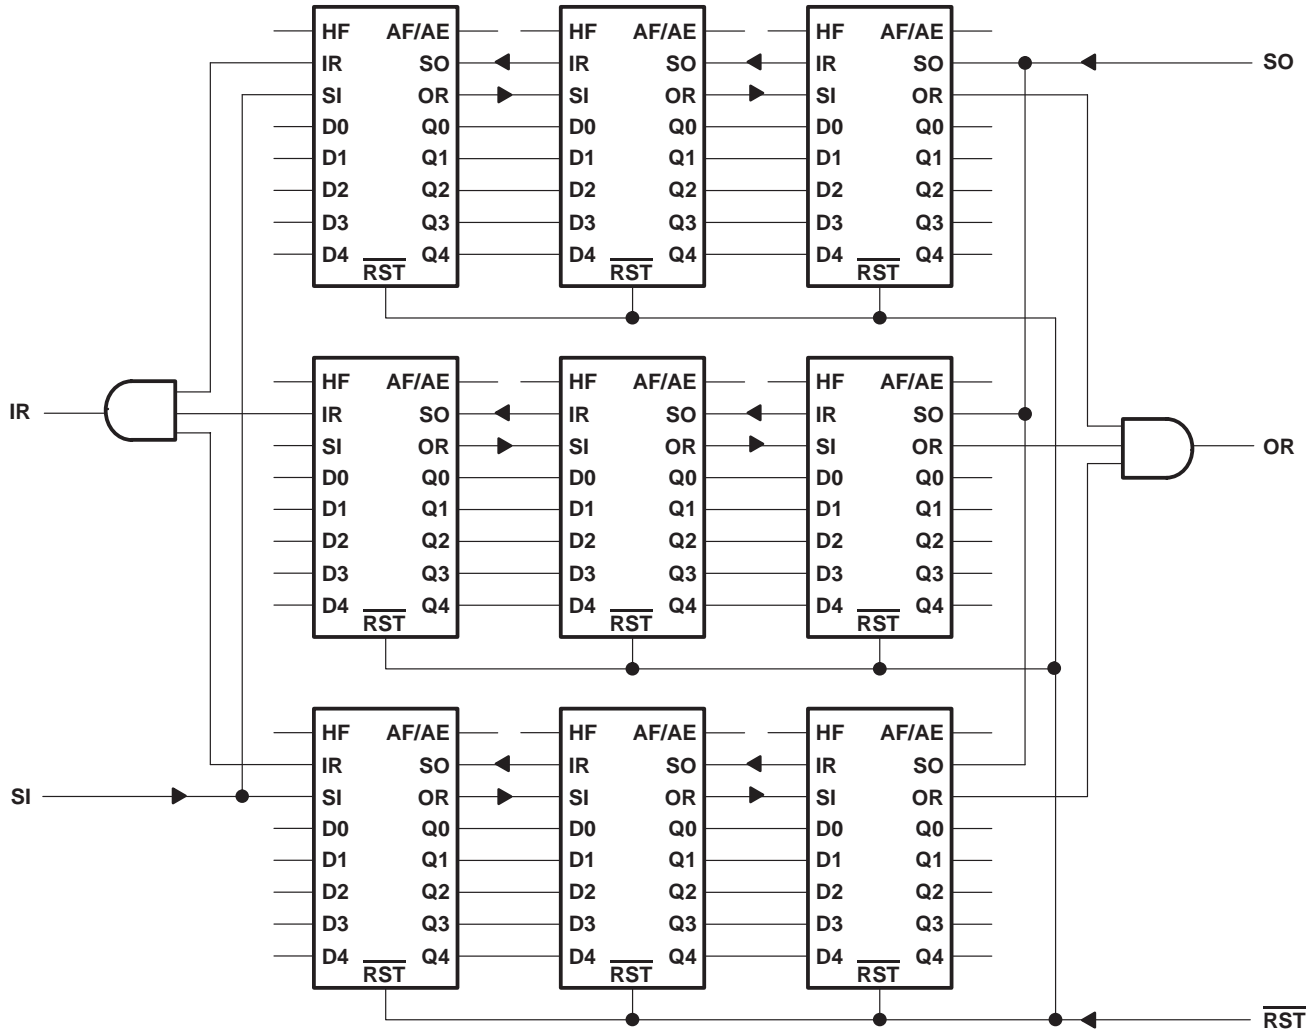 HF AF/AE HF AF/AE HF AF/AE
IR SO IR SO IR SO SO
SI OR SI OR SI OR
D0 Q0 D0 Q0 D0 Q0
D1 Q1 D1 Q1 D1 Q1
D2 Q2 D2 Q2 D2 Q2
D3 Q3 D3 Q3 D3 Q3
D4 Q4 D4 Q4 D4 Q4
RST RST RST
HF AF/AE HF AF/AE HF AF/AE
IR IR SO IR SO IR SO
SI OR SI OR SI OR OR
D0 Q0 D0 Q0 D0 Q0
D1 Q1 D1 Q1 D1 Q1
D2 Q2 D2 Q2 D2 Q2
D3 Q3 D3 Q3 D3 Q3
D4 Q4 D4 Q4 D4 Q4
RST RST RST
HF AF/AE HF AF/AE HF AF/AE
IR SO IR SO IR SO
SI SI OR SI OR SI OR
D0 Q0 D0 Q0 D0 Q0
D1 Q1 D1 Q1 D1 Q1
D2 Q2 D2 Q2 D2 Q2
D3 Q3 D3 Q3 D3 Q3
D4 Q4 D4 Q4 D4 Q4
RST RST RST
RST